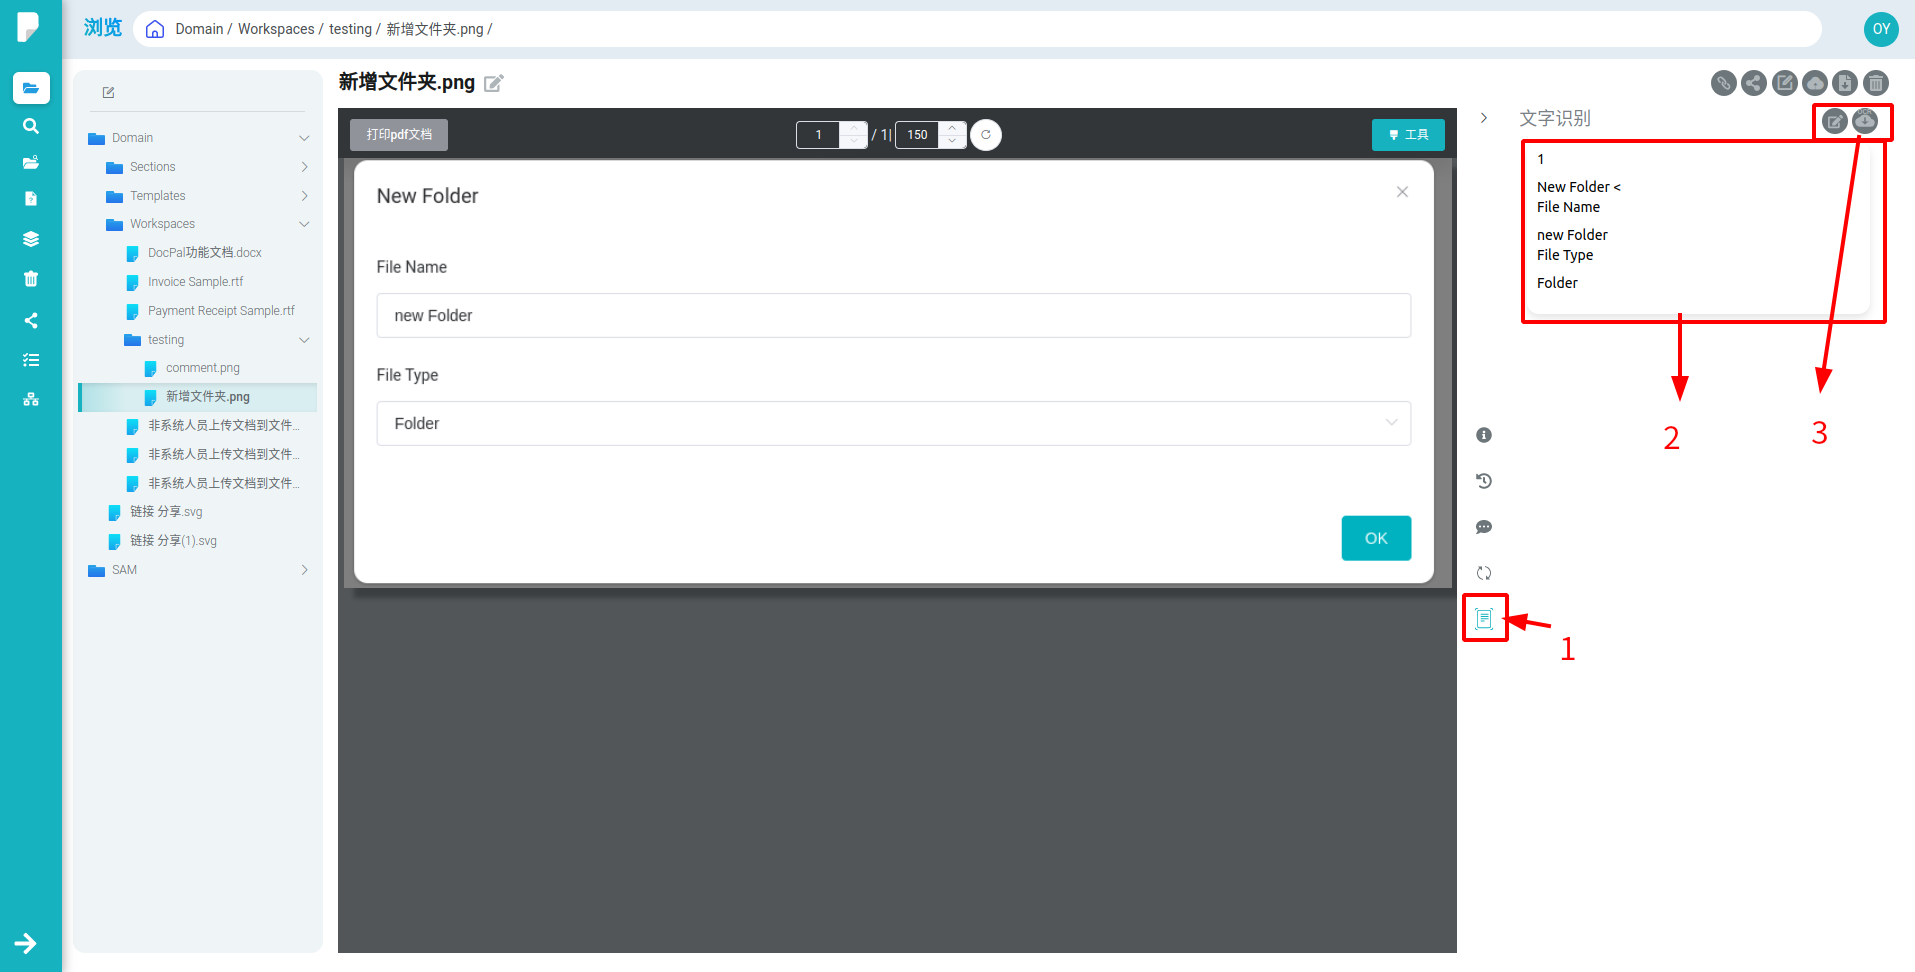 浏览
Domain / Workspaces / testing / 新增文件夹.png /
OY
Domain
Sections
Templates
Workspaces
DocPal功能文档.docx
Invoice Sample.rtf
Payment Receipt Sample.rtf
testing
comment.png
新增文件夹.png
非系统人员上传文档到文件...
非系统人员上传文档到文件...
非系统人员上传文档到文件...
链接 分享.svg
链接 分享(1).svg
SAM
新增文件夹.png
打印pdf文档
1 / 1| 150
工具
New Folder
File Name
new Folder
File Type
Folder
OK
文字识别
1
New Folder <
File Name
new Folder
File Type
Folder
2
3
1